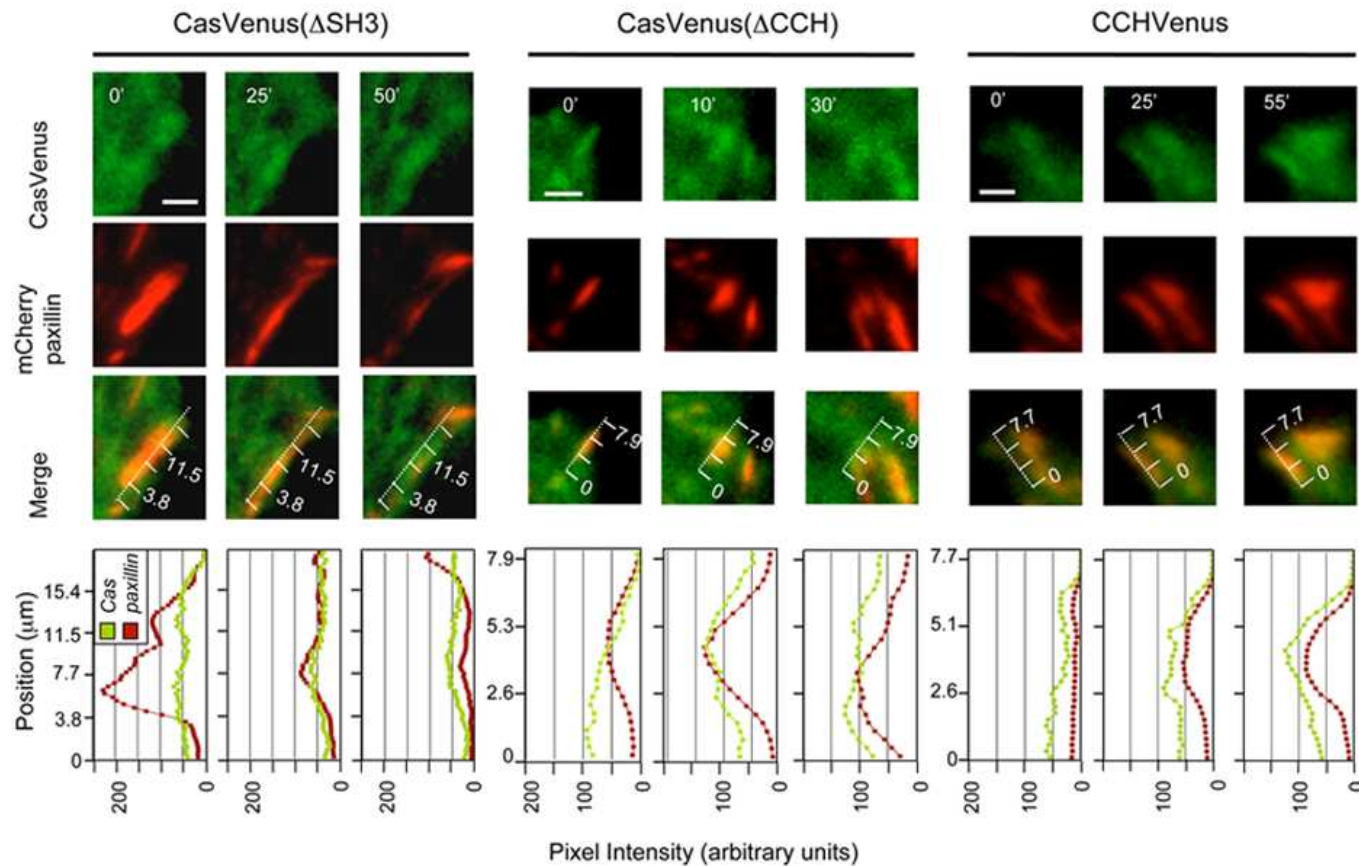 CasVenus(ΔSH3) CasVenus(ΔCCH) CCHVenus
CasVenus
0' 25' 50' 0' 10' 30' 0' 25' 55'
mCherry
paxillin
Merge
11.5 3.8 11.5 3.8 11.5 3.8 7.9 0 7.9 0 7.9 0 7.7 0 7.7 0 7.7 0
Position (μm)
Cas
paxillin
15.4
11.5
7.7
3.8
0
7.9
5.3
2.6
0
7.7
5.1
2.6
0
200 100 0 200 100 0 200 100 0 100 0 100 0 100 0 100 0 100 0 100 0
Pixel Intensity (arbitrary units)